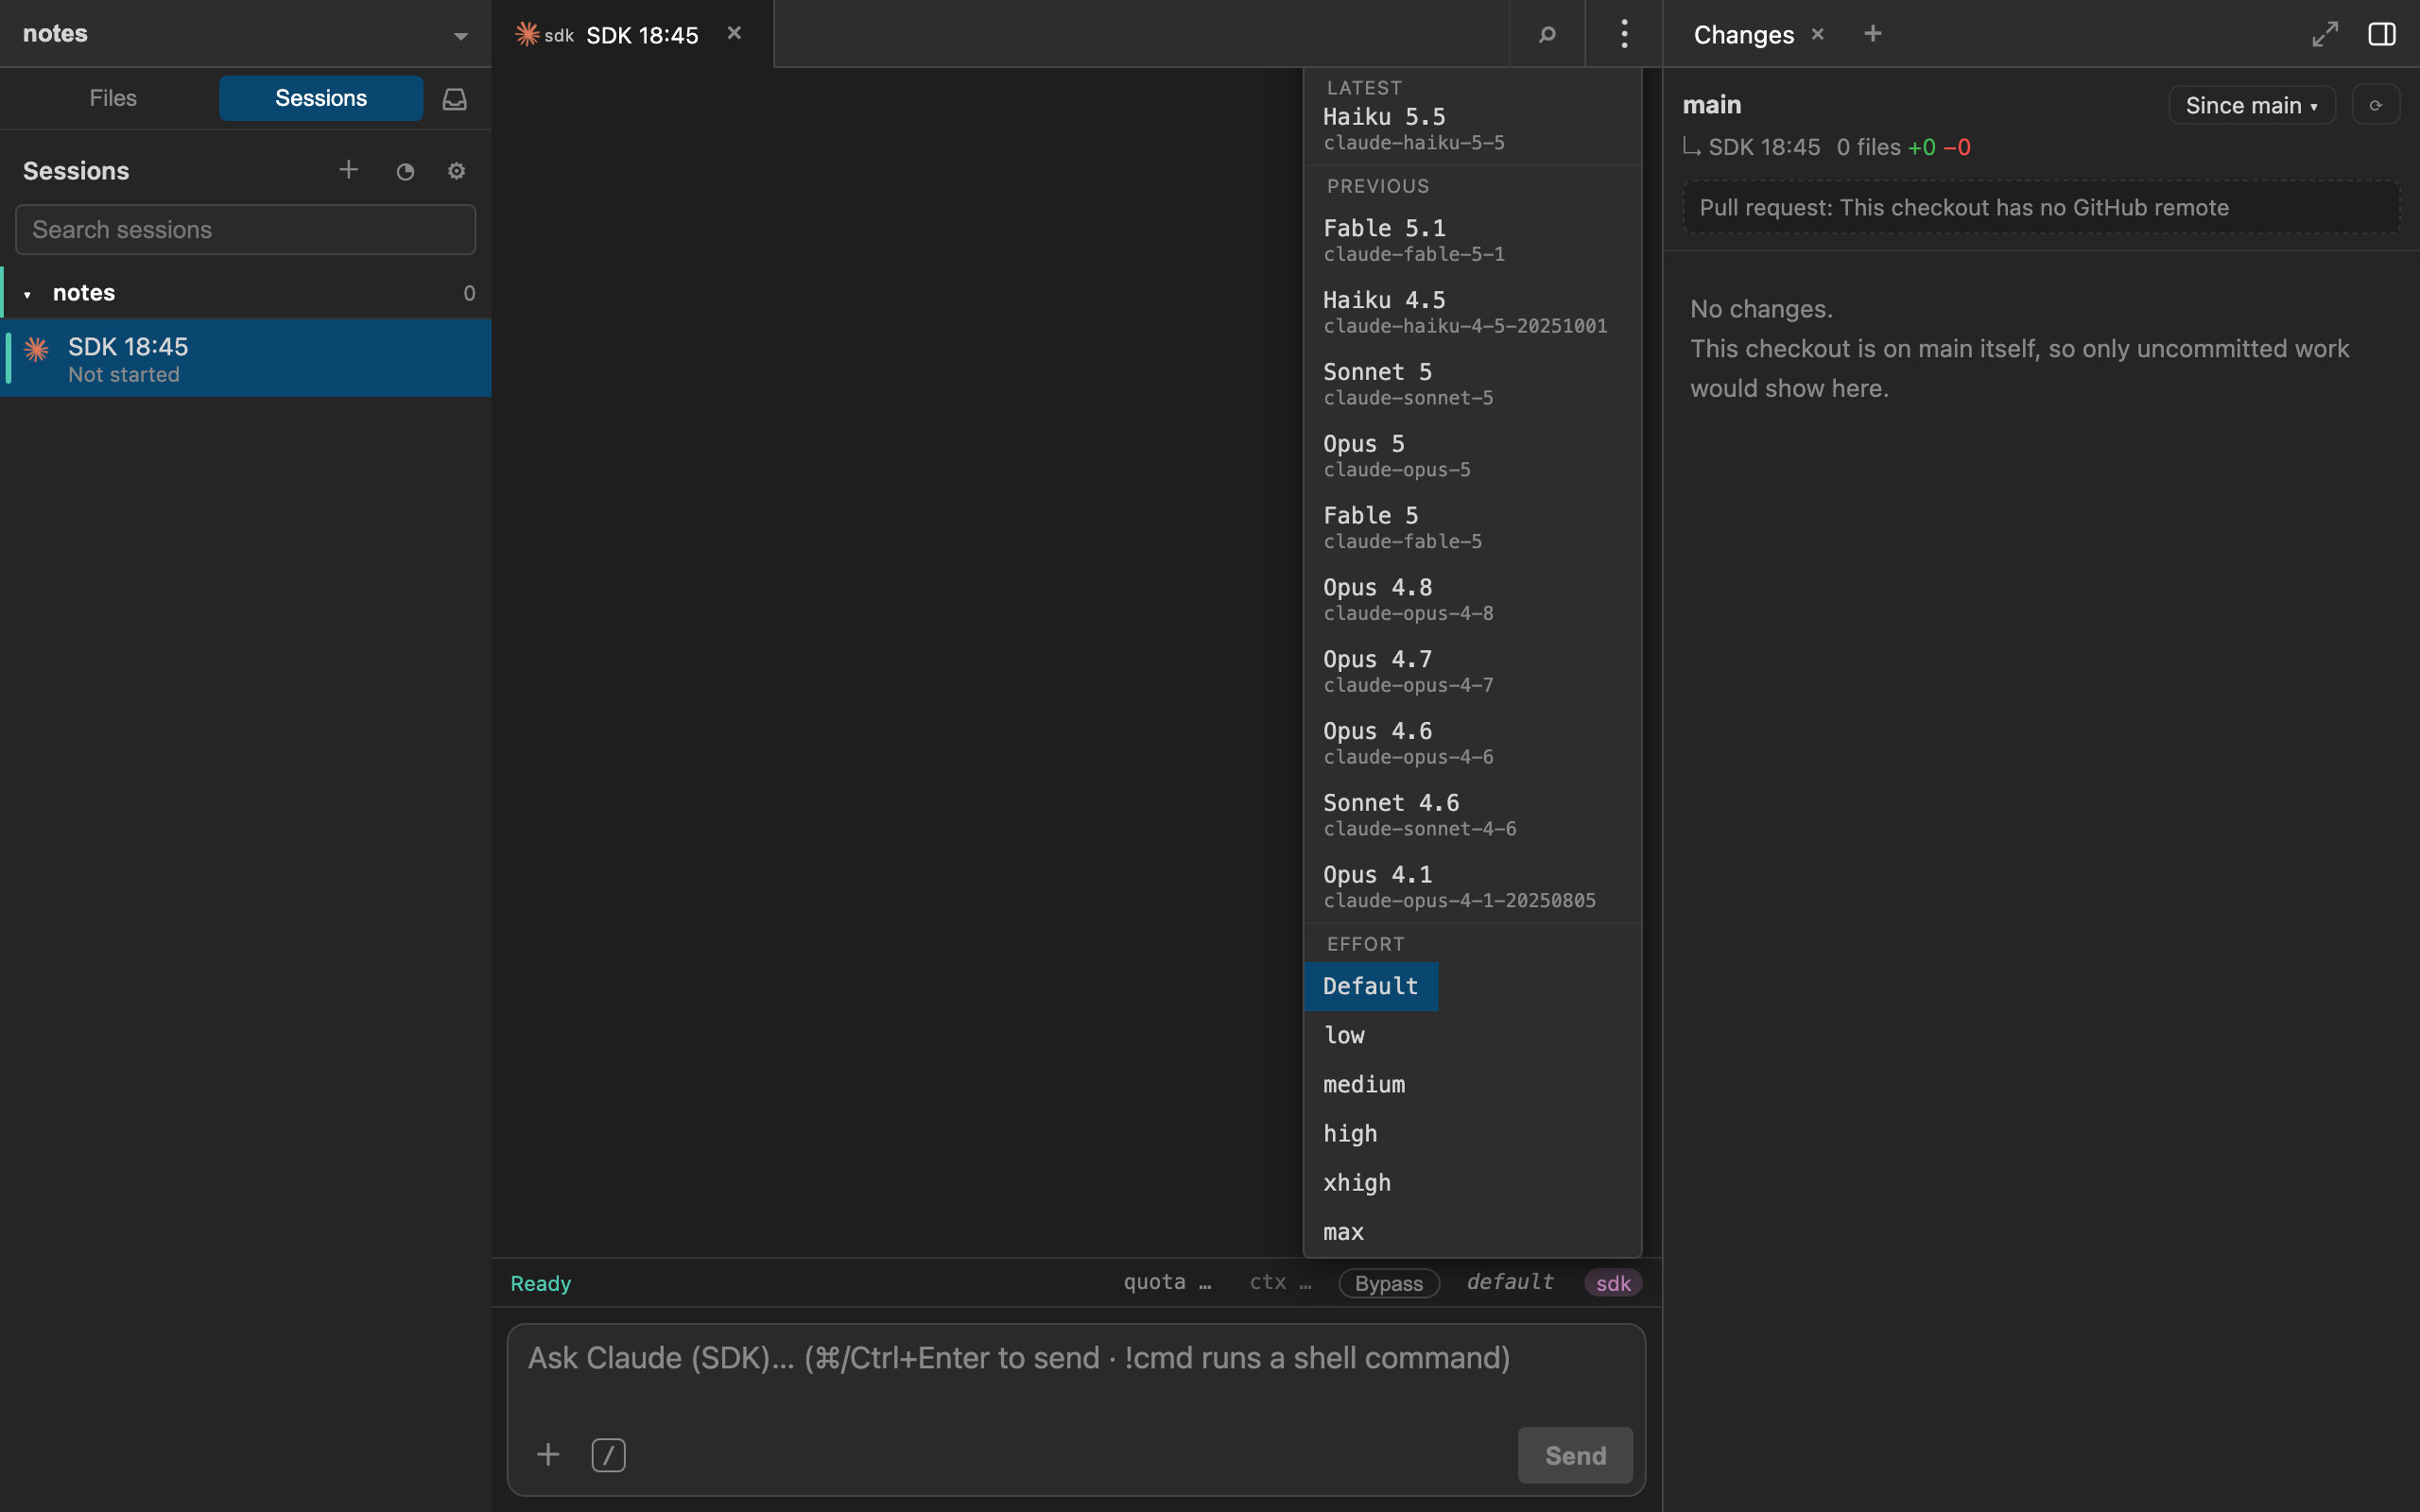 notes
Files
Sessions
Sessions
Search sessions
notes
0
SDK 18:45
Not started
sdk SDK 18:45
LATEST
Haiku 5.5
claude-haiku-5-5
PREVIOUS
Fable 5.1
claude-fable-5-1
Haiku 4.5
claude-haiku-4-5-20251001
Sonnet 5
claude-sonnet-5
Opus 5
claude-opus-5
Fable 5
claude-fable-5
Opus 4.8
claude-opus-4-8
Opus 4.7
claude-opus-4-7
Opus 4.6
claude-opus-4-6
Sonnet 4.6
claude-sonnet-4-6
Opus 4.1
claude-opus-4-1-20250805
EFFORT
Default
low
medium
high
xhigh
max
Ready
quota …
ctx …
Bypass
default
sdk
Ask Claude (SDK)... (⌘/Ctrl+Enter to send · !cmd runs a shell command)
/
Send
Changes
main
Since main
SDK 18:45 0 files +0 −0
Pull request: This checkout has no GitHub remote
No changes.
This checkout is on main itself, so only uncommitted work
would show here.